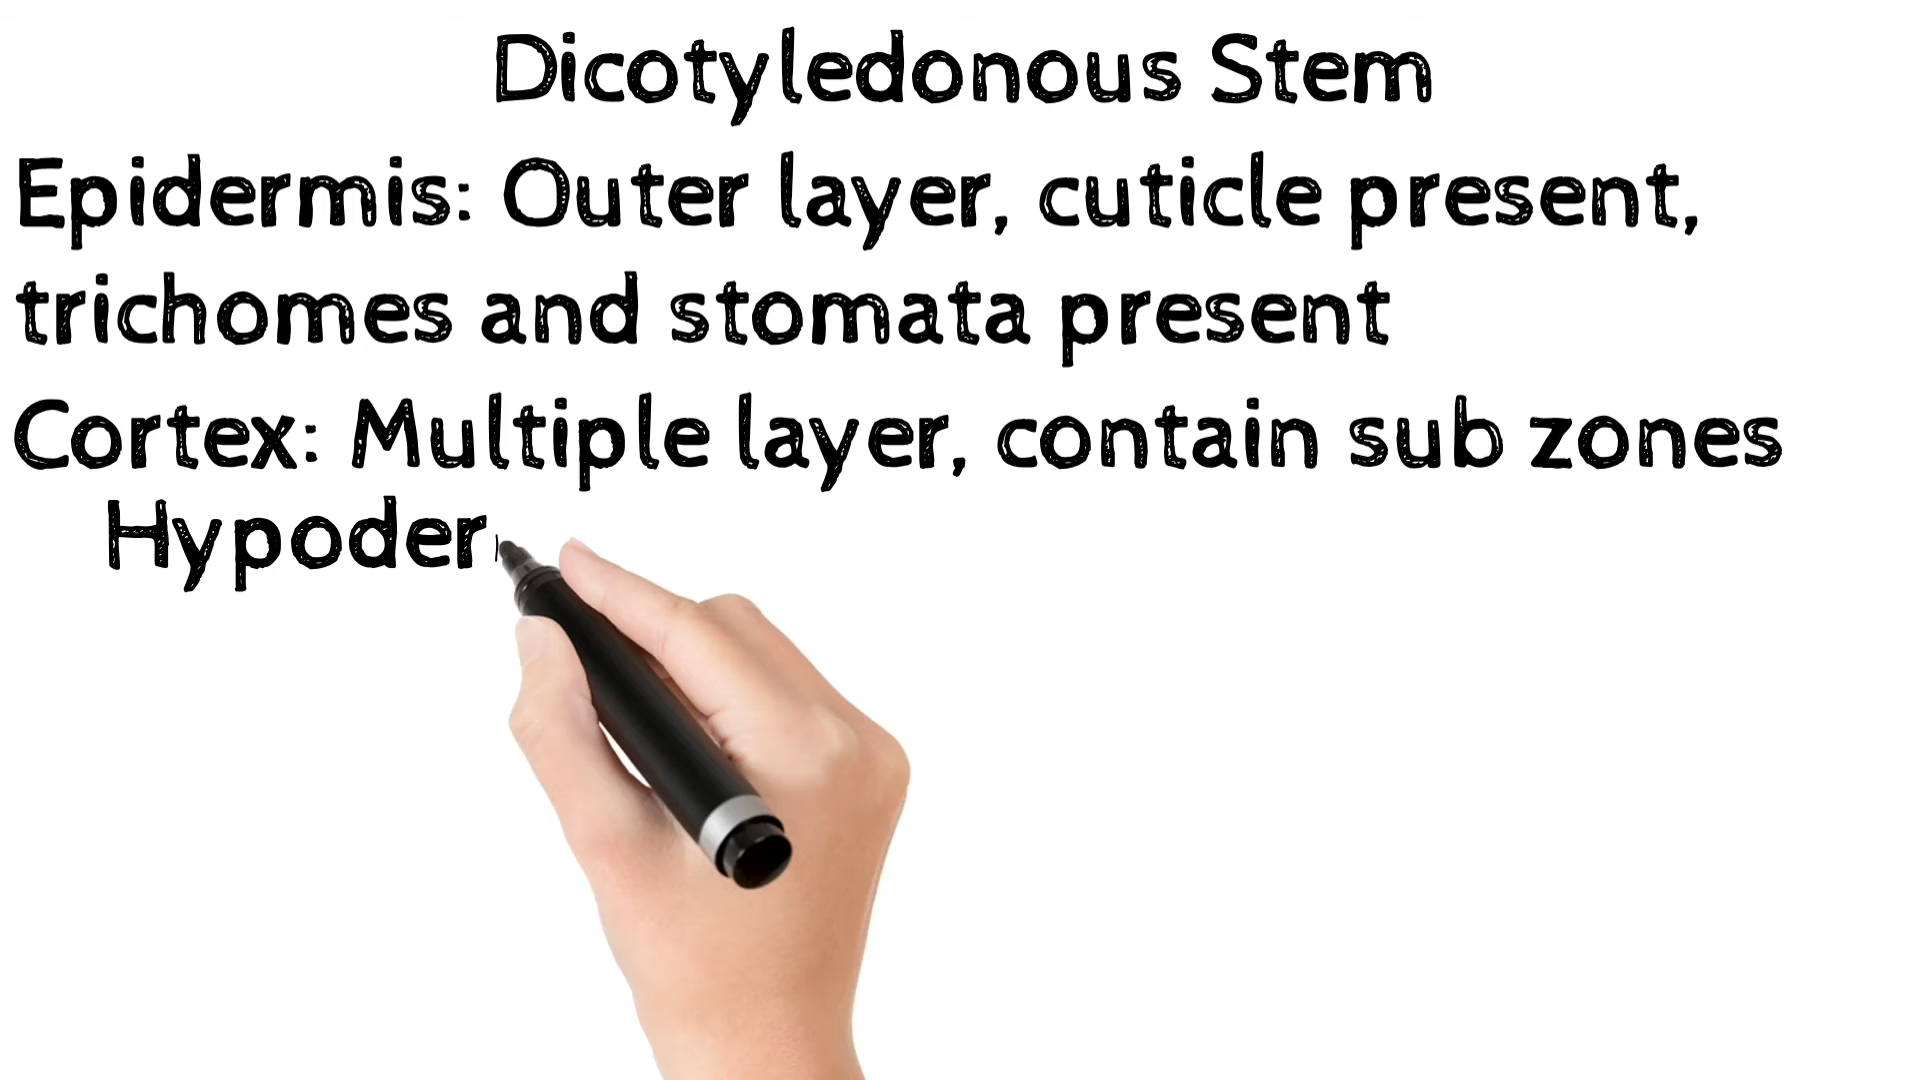 Dicotyledonous Stem
Epidermis: Outer layer, cuticle present,
trichomes and stomata present
Cortex: Multiple layer, contain sub zones
Hypoder